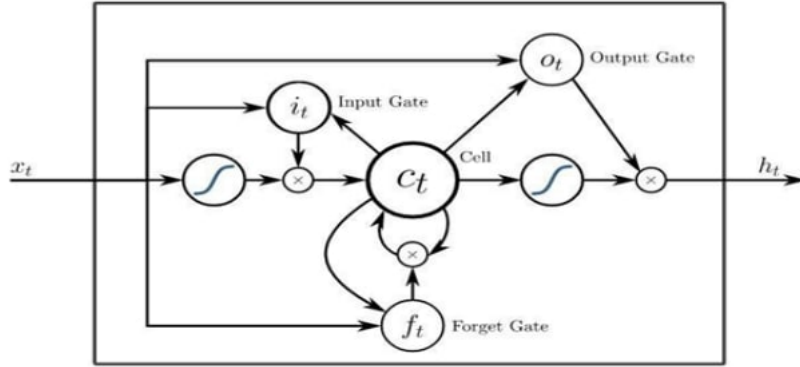 o_t Output Gate
i_t Input Gate
Cell
x_t
×
c_t
×
h_t
×
f_t Forget Gate